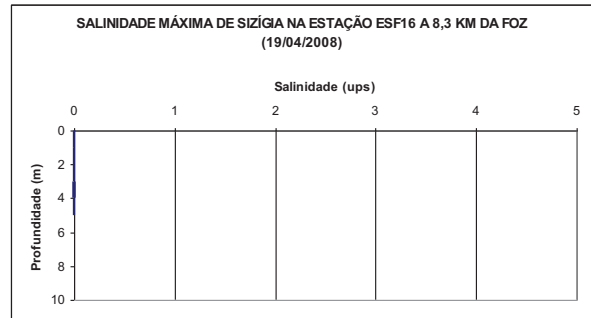 SALINIDADE MÁXIMA DE SIZÍGIA NA ESTAÇÃO ESF16 A 8,3 KM DA FOZ
(19/04/2008)
Salinidade (ups)
0 1 2 3 4 5
Profundidade (m)
0
2
4
6
8
10